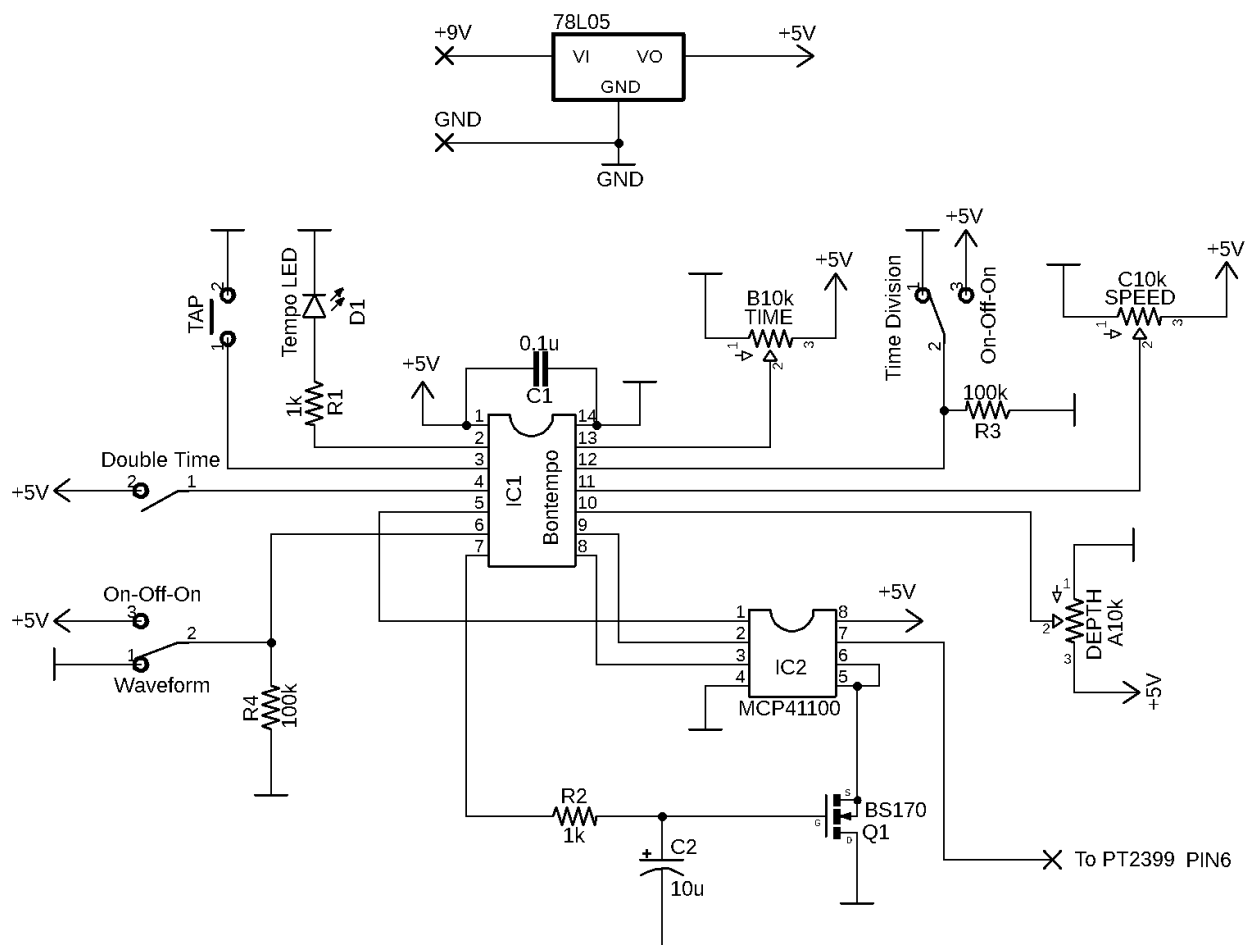 78L05
+9V
+5V
VI VO
GND
GND
GND
+5V
+5V
+5V
+5V
TAP
2
1
Tempo LED
D1
1k
R1
0.1u
C1
B10k
TIME
1
2
3
Time Division
On-Off-On
1
3
2
100k
R3
C10k
SPEED
1
2
3
Double Time
+5V
2
1
1
2
3
4
5
6
7
14
13
12
11
10
9
8
IC1
Bontempo
On-Off-On
+5V
3
2
1
Waveform
R4
100k
1
2
3
4
8
7
6
5
IC2
MCP41100
+5V
1
2
3
DEPTH
A10k
+5V
R2
1k
C2
+
10u
S
G
D
BS170
Q1
To PT2399 PIN6